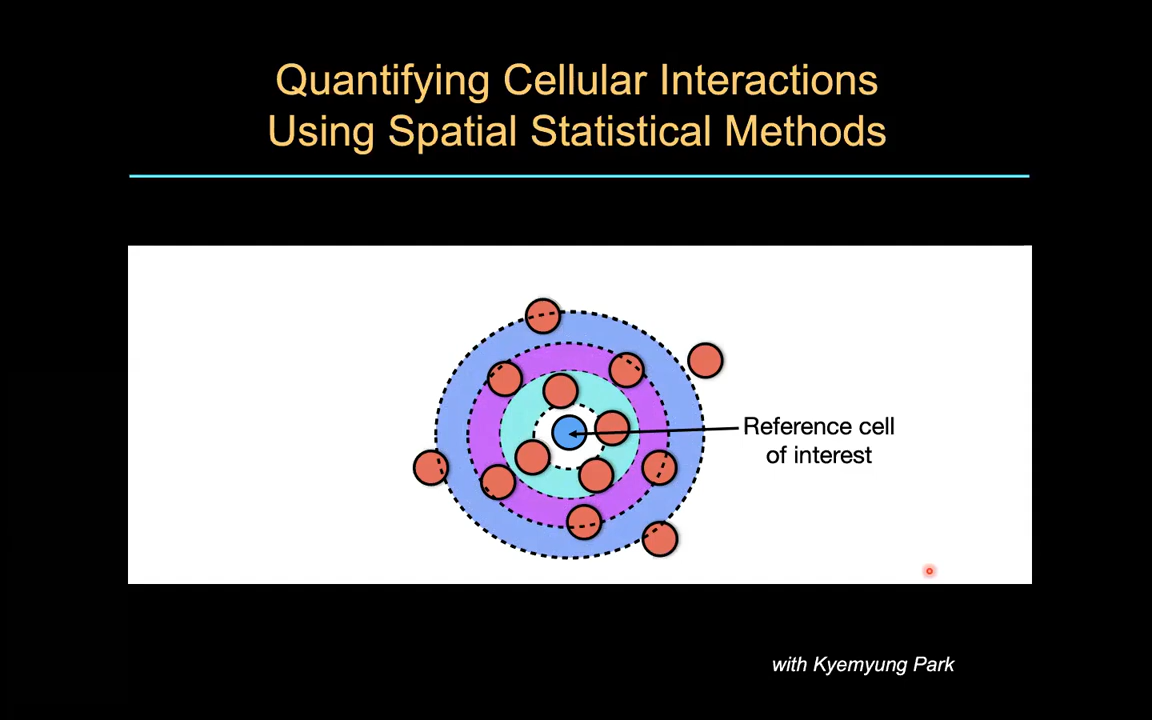 Quantifying Cellular Interactions
Using Spatial Statistical Methods
Reference cell
of interest
with Kyemyung Park